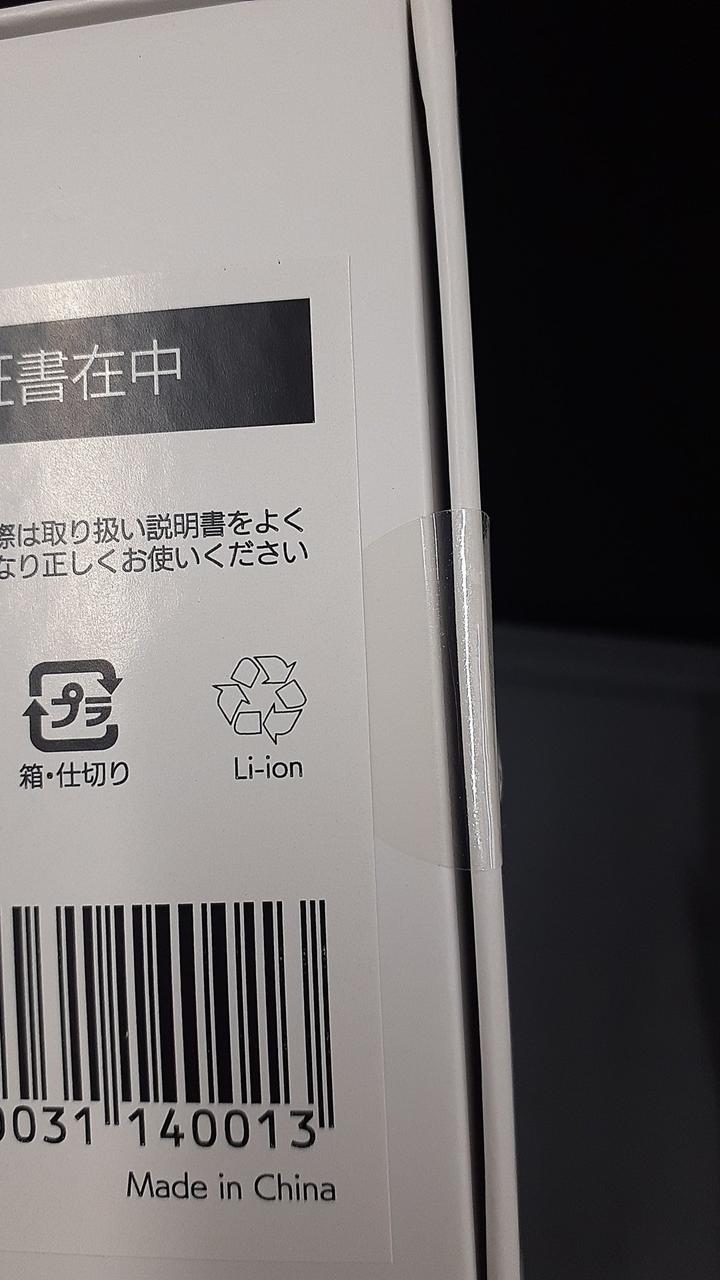 証書在中
際は取り扱い説明書をよく
なり正しくお使いください
プラ
箱・仕切り
Li-ion
0031 140013
Made in China